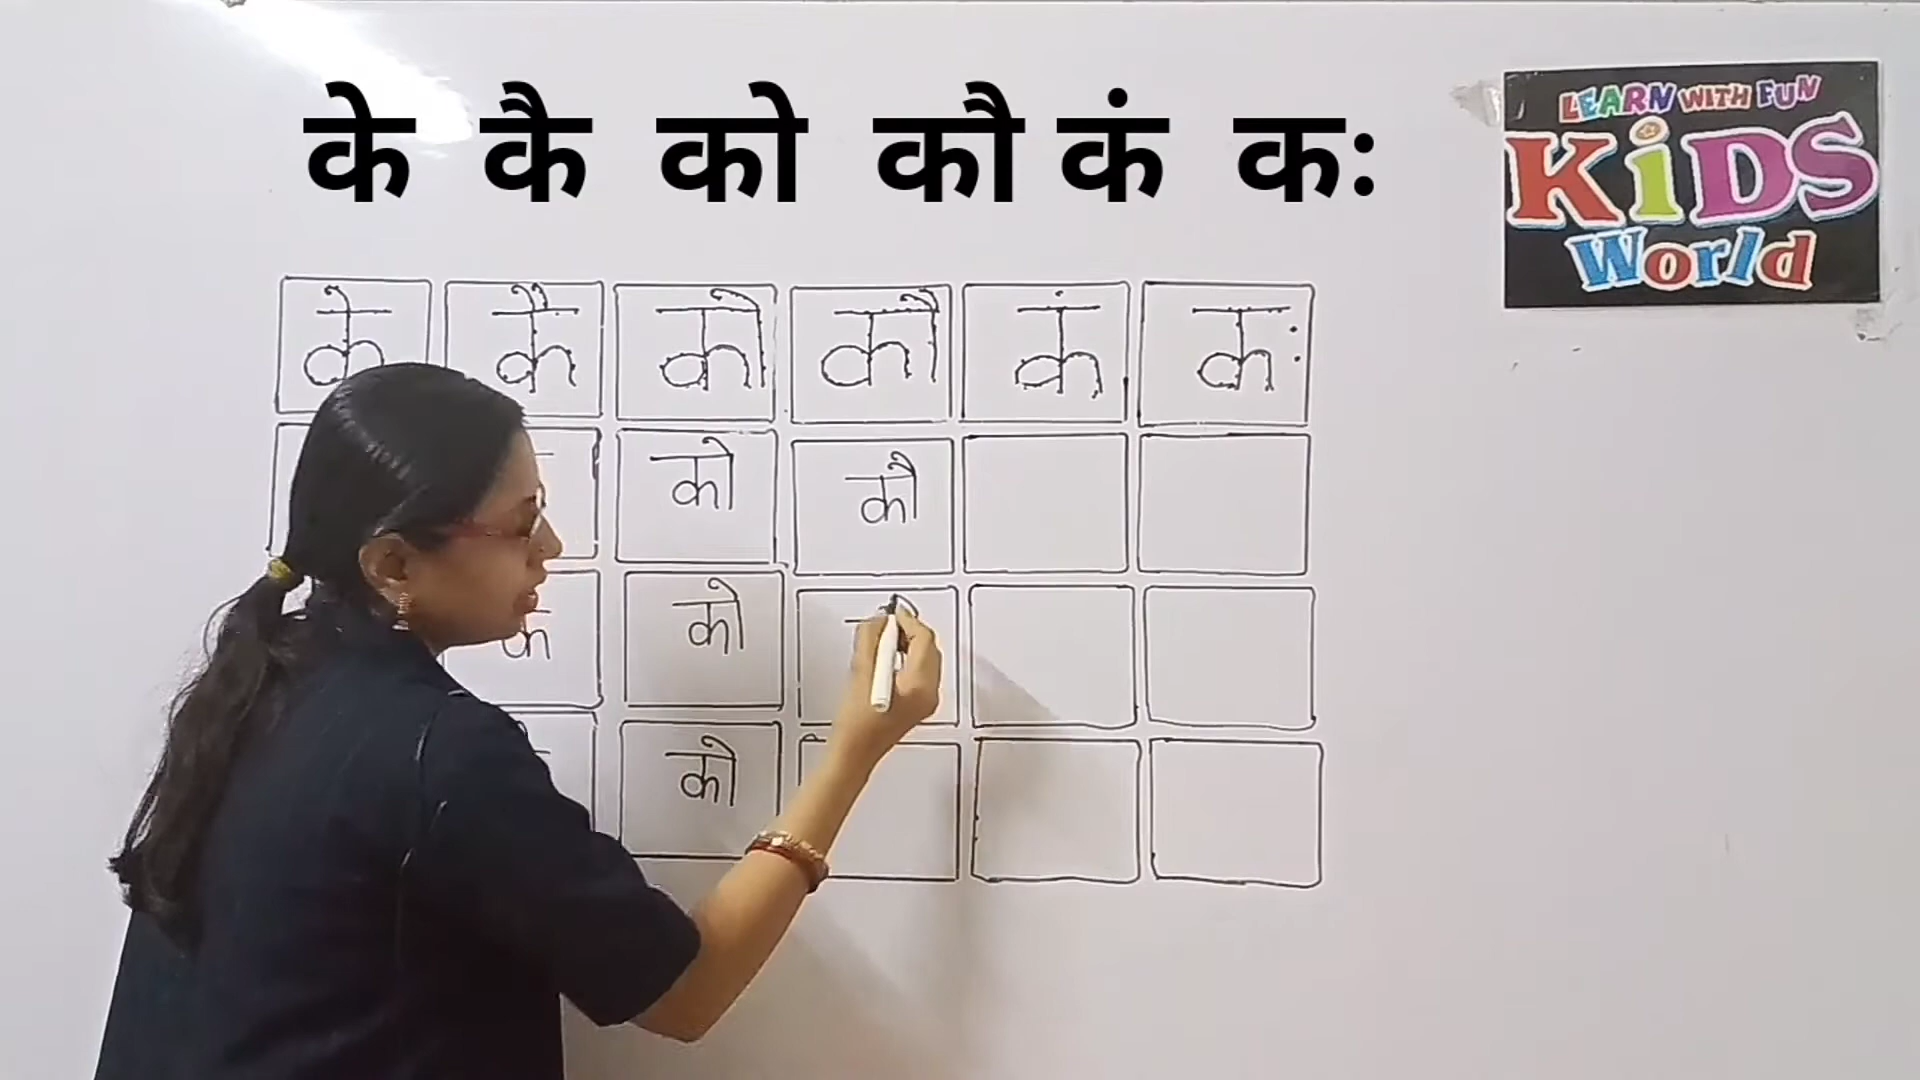 के कै को कौ कं कः
LEARN WITH FUN
KiDS
World
के कै को कौ कं कः
को कौ
को
को